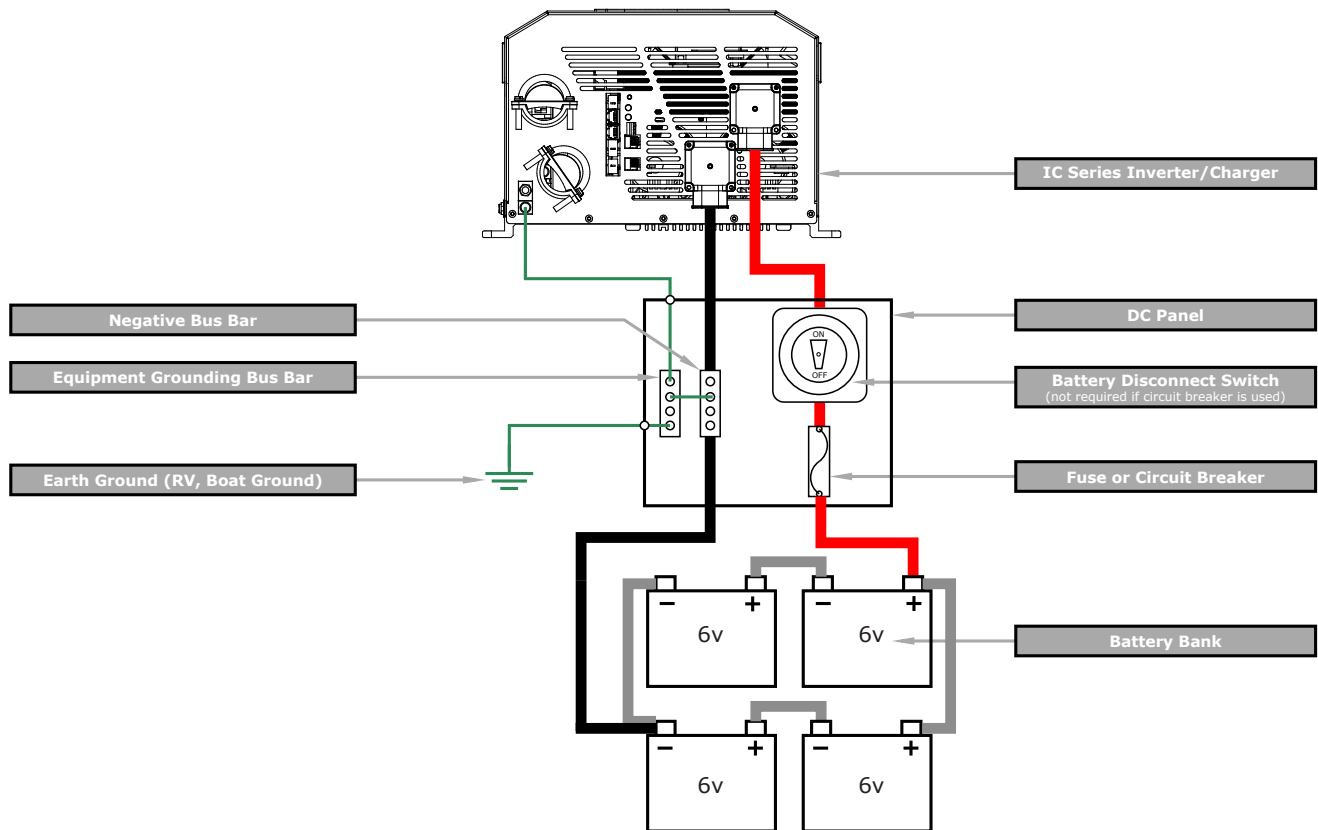 IC Series Inverter/Charger
Negative Bus Bar
DC Panel
ON
OFF
Equipment Grounding Bus Bar
Battery Disconnect Switch
(not required if circuit breaker is used)
Earth Ground (RV, Boat Ground)
Fuse or Circuit Breaker
− + − +
6v 6v
Battery Bank
− + − +
6v 6v